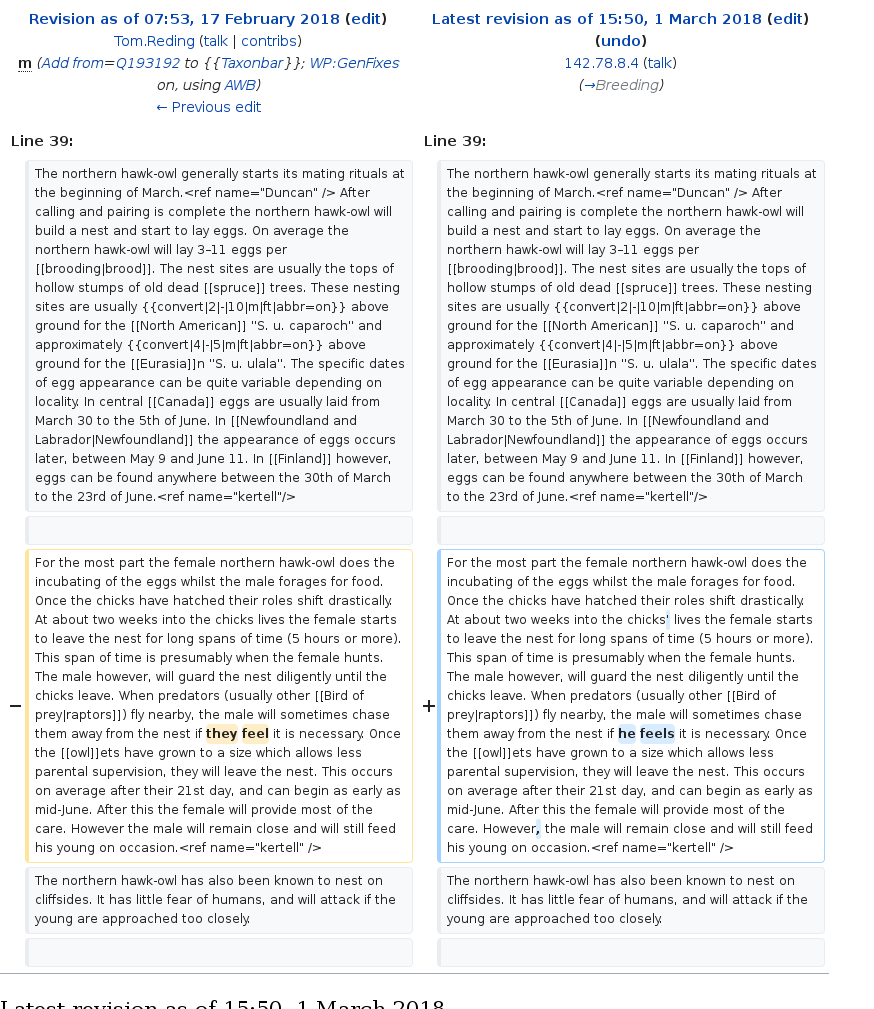 Revision as of 07:53, 17 February 2018 (edit)
Tom.Reding (talk | contribs)
m (Add from=Q193192 to {{Taxonbar}}; WP:GenFixes
on, using AWB)
← Previous edit
Latest revision as of 15:50, 1 March 2018 (edit)
(undo)
142.78.8.4 (talk)
(→Breeding)
Line 39:
Line 39:
The northern hawk-owl generally starts its mating rituals at
the beginning of March.<ref name="Duncan" /> After
calling and pairing is complete the northern hawk-owl will
build a nest and start to lay eggs. On average the
northern hawk-owl will lay 3–11 eggs per
[[brooding|brood]]. The nest sites are usually the tops of
hollow stumps of old dead [[spruce]] trees. These nesting
sites are usually {{convert|2|-|10|m|ft|abbr=on}} above
ground for the [[North American]] ''S. u. caparoch'' and
approximately {{convert|4|-|5|m|ft|abbr=on}} above
ground for the [[Eurasia]]n ''S. u. ulala''. The specific dates
of egg appearance can be quite variable depending on
locality. In central [[Canada]] eggs are usually laid from
March 30 to the 5th of June. In [[Newfoundland and
Labrador|Newfoundland]] the appearance of eggs occurs
later, between May 9 and June 11. In [[Finland]] however,
eggs can be found anywhere between the 30th of March
to the 23rd of June.<ref name="kertell"/>
The northern hawk-owl generally starts its mating rituals at
the beginning of March.<ref name="Duncan" /> After
calling and pairing is complete the northern hawk-owl will
build a nest and start to lay eggs. On average the
northern hawk-owl will lay 3–11 eggs per
[[brooding|brood]]. The nest sites are usually the tops of
hollow stumps of old dead [[spruce]] trees. These nesting
sites are usually {{convert|2|-|10|m|ft|abbr=on}} above
ground for the [[North American]] ''S. u. caparoch'' and
approximately {{convert|4|-|5|m|ft|abbr=on}} above
ground for the [[Eurasia]]n ''S. u. ulala''. The specific dates
of egg appearance can be quite variable depending on
locality. In central [[Canada]] eggs are usually laid from
March 30 to the 5th of June. In [[Newfoundland and
Labrador|Newfoundland]] the appearance of eggs occurs
later, between May 9 and June 11. In [[Finland]] however,
eggs can be found anywhere between the 30th of March
to the 23rd of June.<ref name="kertell"/>
−
For the most part the female northern hawk-owl does the
incubating of the eggs whilst the male forages for food.
Once the chicks have hatched their roles shift drastically.
At about two weeks into the chicks lives the female starts
to leave the nest for long spans of time (5 hours or more).
This span of time is presumably when the female hunts.
The male however, will guard the nest diligently until the
chicks leave. When predators (usually other [[Bird of
prey|raptors]]) fly nearby, the male will sometimes chase
them away from the nest if they feel it is necessary. Once
the [[owl]]ets have grown to a size which allows less
parental supervision, they will leave the nest. This occurs
on average after their 21st day, and can begin as early as
mid-June. After this the female will provide most of the
care. However the male will remain close and will still feed
his young on occasion.<ref name="kertell" />
+
For the most part the female northern hawk-owl does the
incubating of the eggs whilst the male forages for food.
Once the chicks have hatched their roles shift drastically.
At about two weeks into the chicks' lives the female starts
to leave the nest for long spans of time (5 hours or more).
This span of time is presumably when the female hunts.
The male however, will guard the nest diligently until the
chicks leave. When predators (usually other [[Bird of
prey|raptors]]) fly nearby, the male will sometimes chase
them away from the nest if he feels it is necessary. Once
the [[owl]]ets have grown to a size which allows less
parental supervision, they will leave the nest. This occurs
on average after their 21st day, and can begin as early as
mid-June. After this the female will provide most of the
care. However, the male will remain close and will still feed
his young on occasion.<ref name="kertell" />
The northern hawk-owl has also been known to nest on
cliffsides. It has little fear of humans, and will attack if the
young are approached too closely.
The northern hawk-owl has also been known to nest on
cliffsides. It has little fear of humans, and will attack if the
young are approached too closely.
Latest revision as of 15:50, 1 March 2018